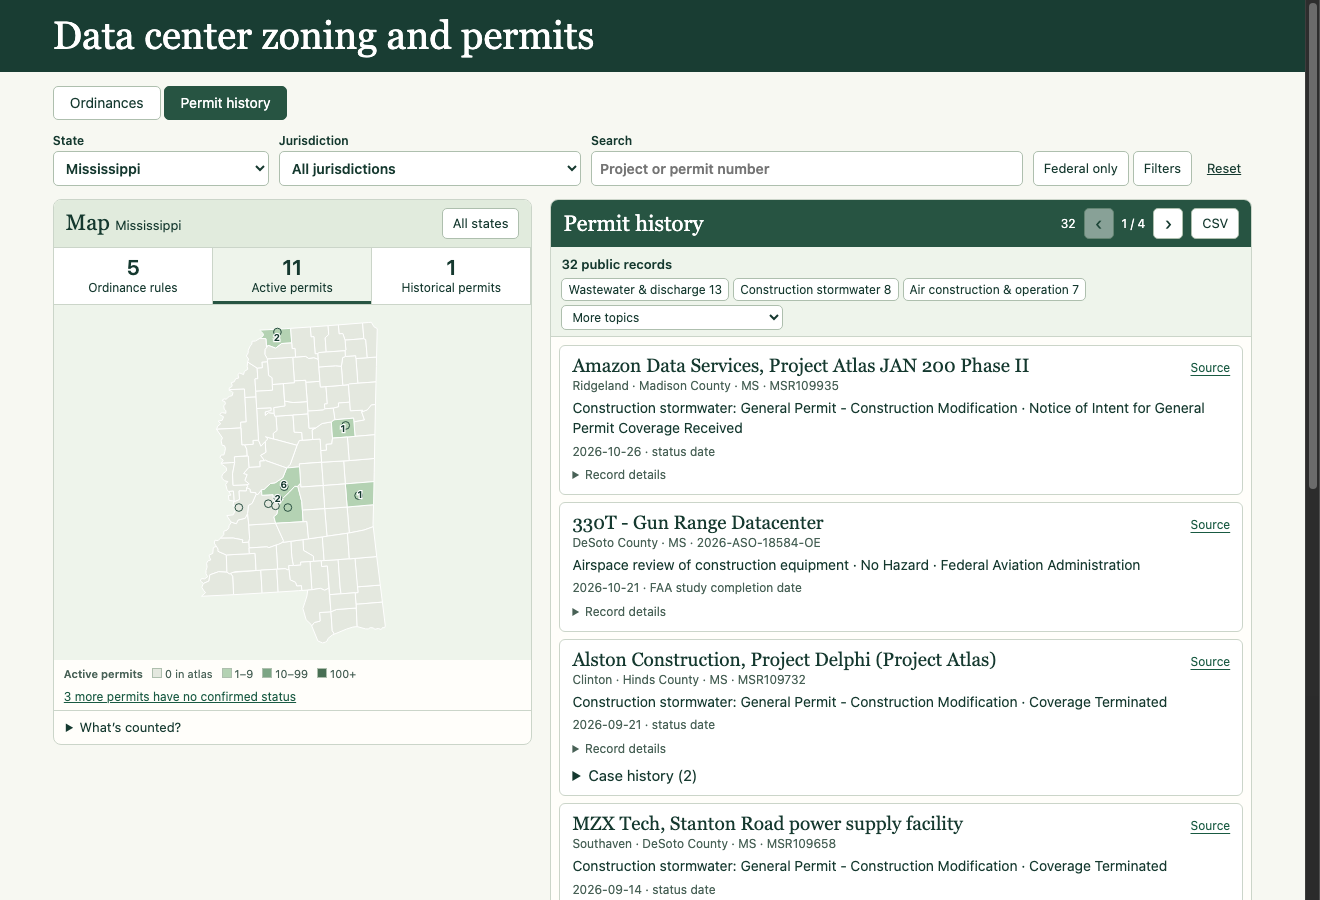 Data center zoning and permits
Ordinances
Permit history
State
Jurisdiction
Search
Mississippi
All jurisdictions
Project or permit number
Federal only
Filters
Reset
Map Mississippi
All states
5
Ordinance rules
11
Active permits
1
Historical permits
2
1
6
2
1
Active permits 0 in atlas 1–9 10–99 100+
3 more permits have no confirmed status
▶ What's counted?
Permit history
32 ‹ 1 / 4 › CSV
32 public records
Wastewater & discharge 13
Construction stormwater 8
Air construction & operation 7
More topics
Amazon Data Services, Project Atlas JAN 200 Phase II
Source
Ridgeland · Madison County · MS · MSR109935
Construction stormwater: General Permit - Construction Modification · Notice of Intent for General
Permit Coverage Received
2026-10-26 · status date
▶ Record details
330T - Gun Range Datacenter
Source
DeSoto County · MS · 2026-ASO-18584-OE
Airspace review of construction equipment · No Hazard · Federal Aviation Administration
2026-10-21 · FAA study completion date
▶ Record details
Alston Construction, Project Delphi (Project Atlas)
Source
Clinton · Hinds County · MS · MSR109732
Construction stormwater: General Permit - Construction Modification · Coverage Terminated
2026-09-21 · status date
▶ Record details
▶ Case history (2)
MZX Tech, Stanton Road power supply facility
Source
Southaven · DeSoto County · MS · MSR109658
Construction stormwater: General Permit - Construction Modification · Coverage Terminated
2026-09-14 · status date